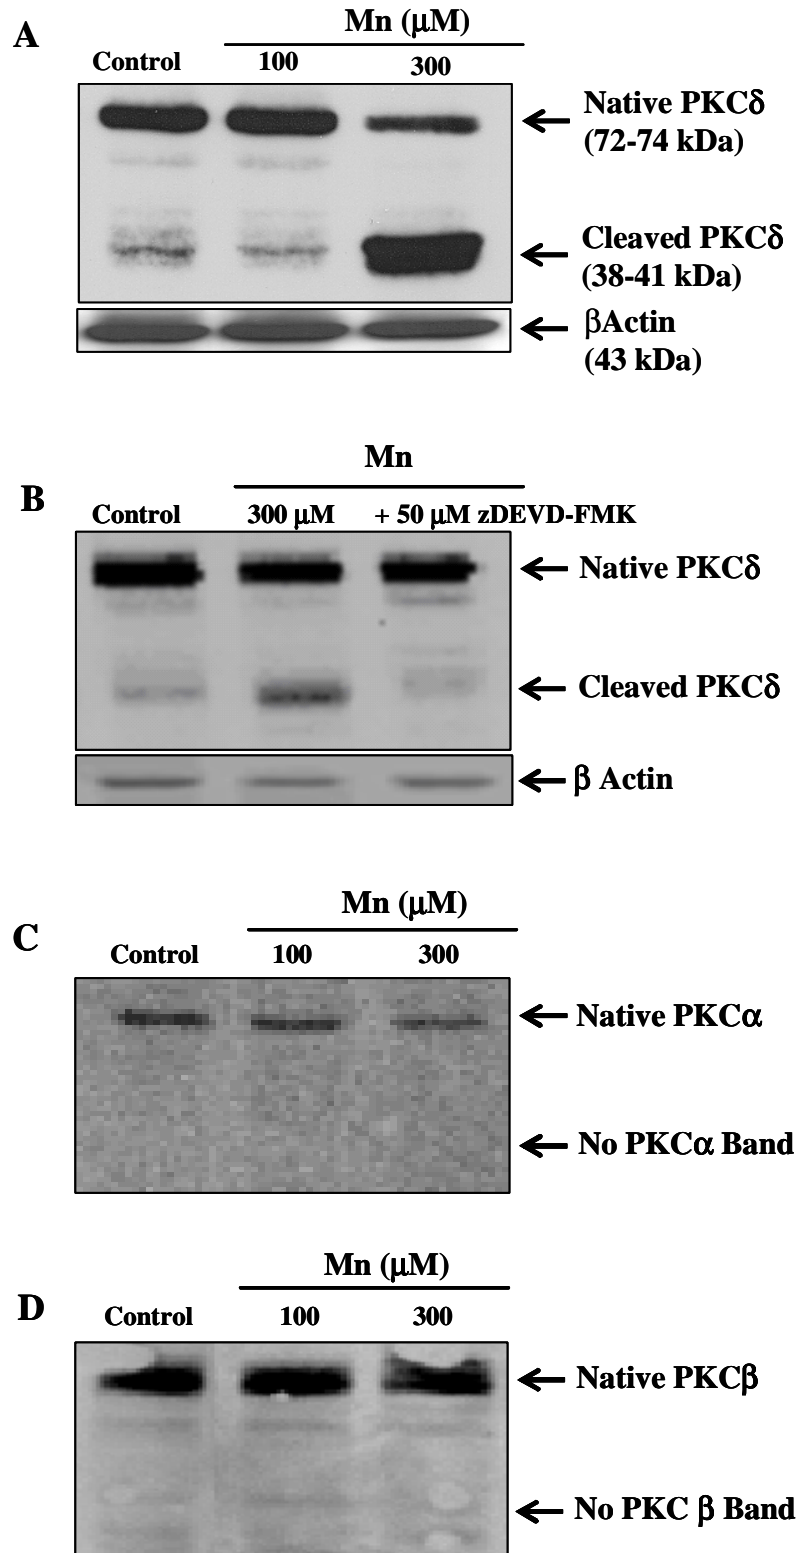 A
Mn (μM)
Control 100 300
Native PKCδ
(72-74 kDa)
Cleaved PKCδ
(38-41 kDa)
βActin
(43 kDa)
B
Mn
Control 300 μM + 50 μM zDEVD-FMK
Native PKCδ
Cleaved PKCδ
β Actin
C
Mn (μM)
Control 100 300
Native PKCα
No PKCα Band
D
Mn (μM)
Control 100 300
Native PKCβ
No PKC β Band